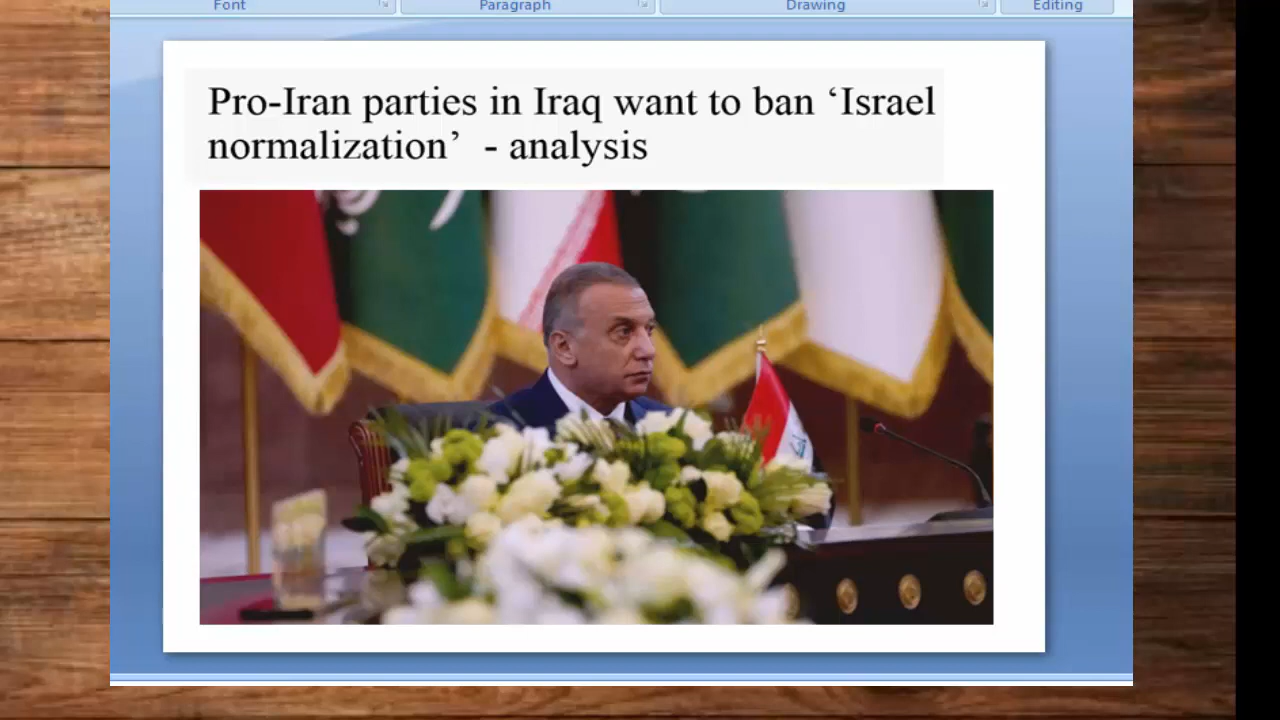 Font
Paragraph
Drawing
Editing
Pro-Iran parties in Iraq want to ban ‘Israel
normalization’  - analysis